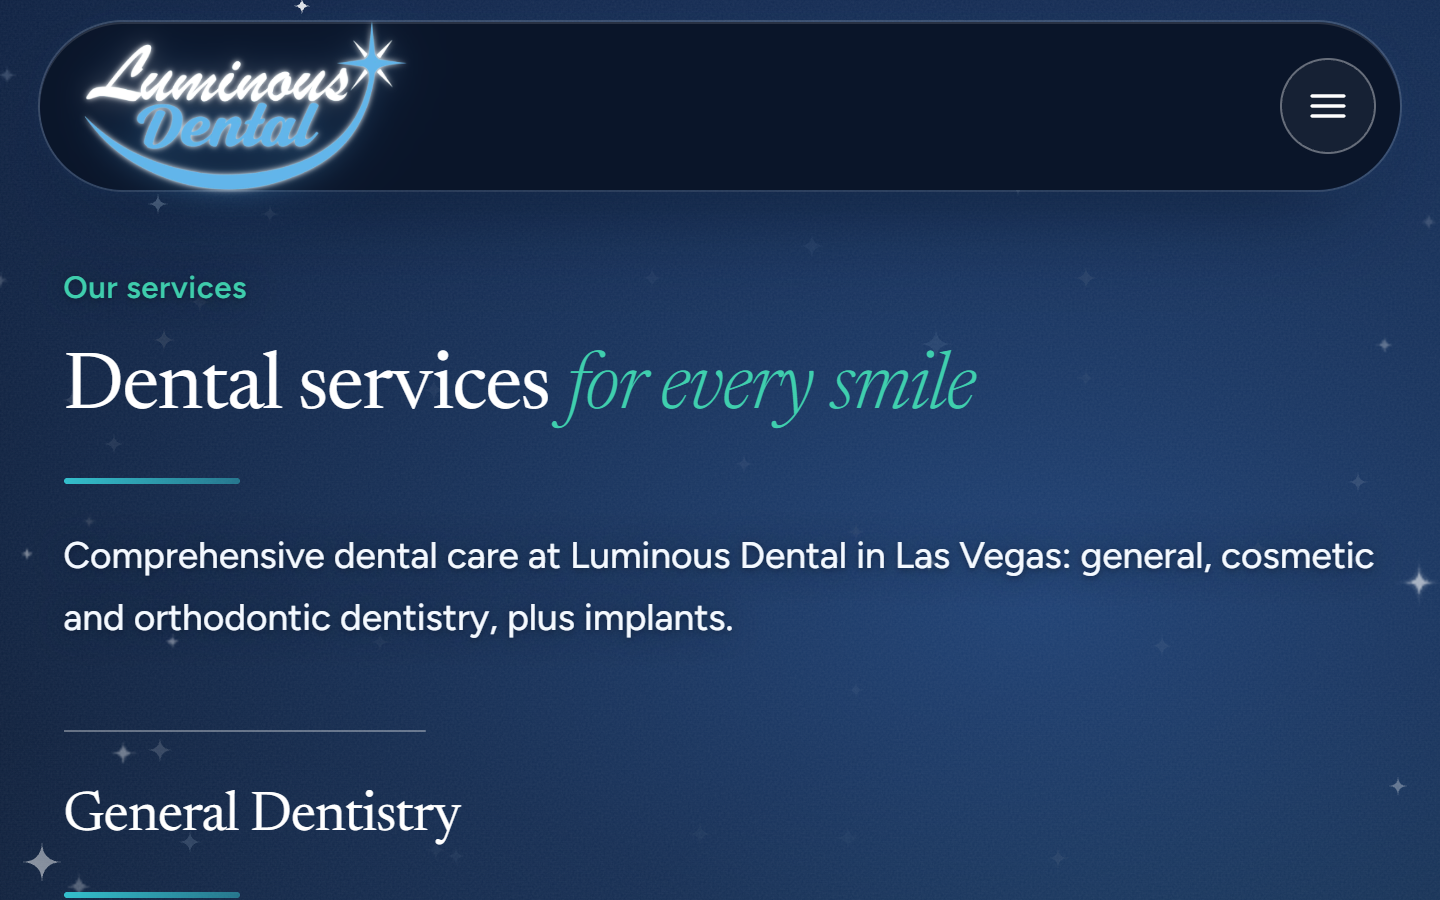 Luminous
Dental
Our services
Dental services for every smile
Comprehensive dental care at Luminous Dental in Las Vegas: general, cosmetic
and orthodontic dentistry, plus implants.
General Dentistry